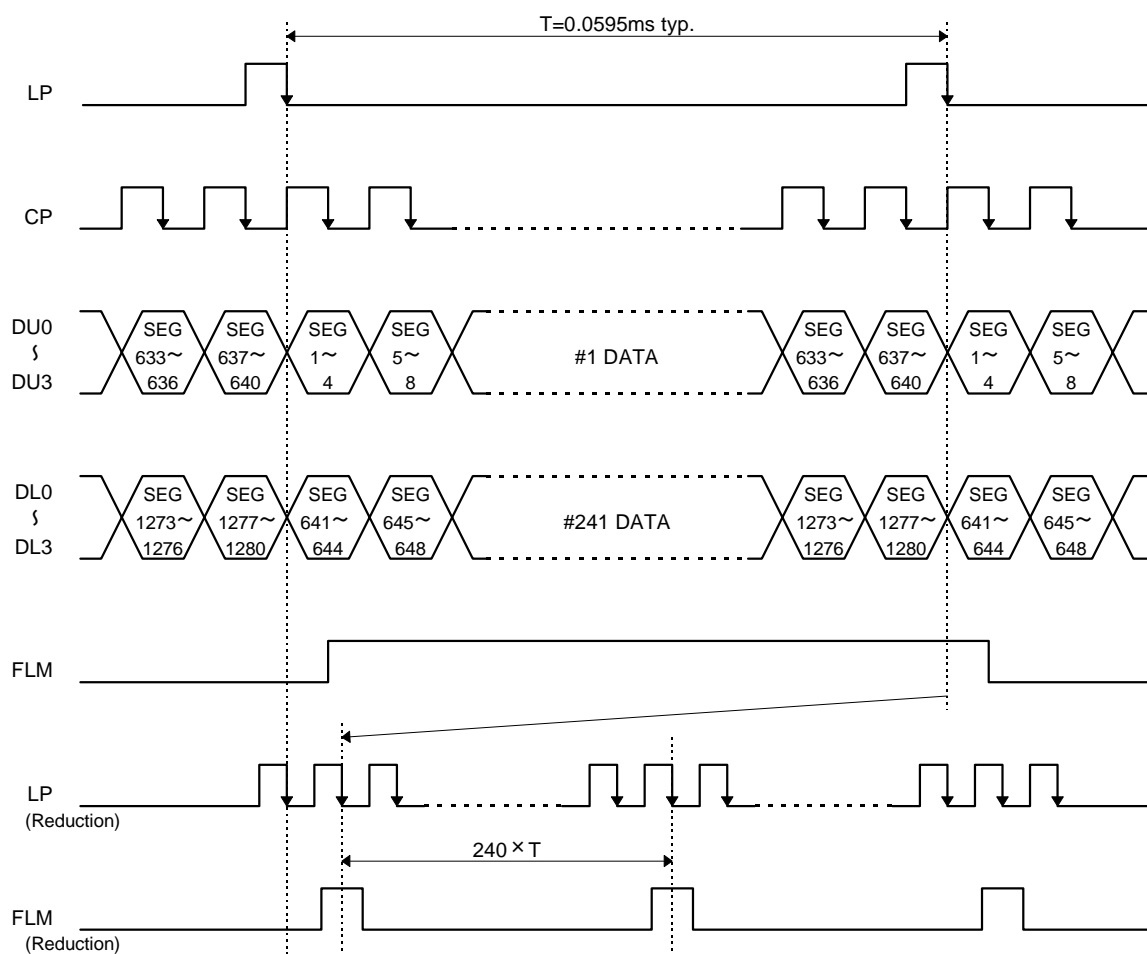 T=0.0595ms typ.
LP
CP
DU0
∫
DU3
SEG
633~
636
SEG
637~
640
SEG
1~
4
SEG
5~
8
#1 DATA
SEG
633~
636
SEG
637~
640
SEG
1~
4
SEG
5~
8
DL0
∫
DL3
SEG
1273~
1276
SEG
1277~
1280
SEG
641~
644
SEG
645~
648
#241 DATA
SEG
1273~
1276
SEG
1277~
1280
SEG
641~
644
SEG
645~
648
FLM
LP
(Reduction)
240 × T
FLM
(Reduction)